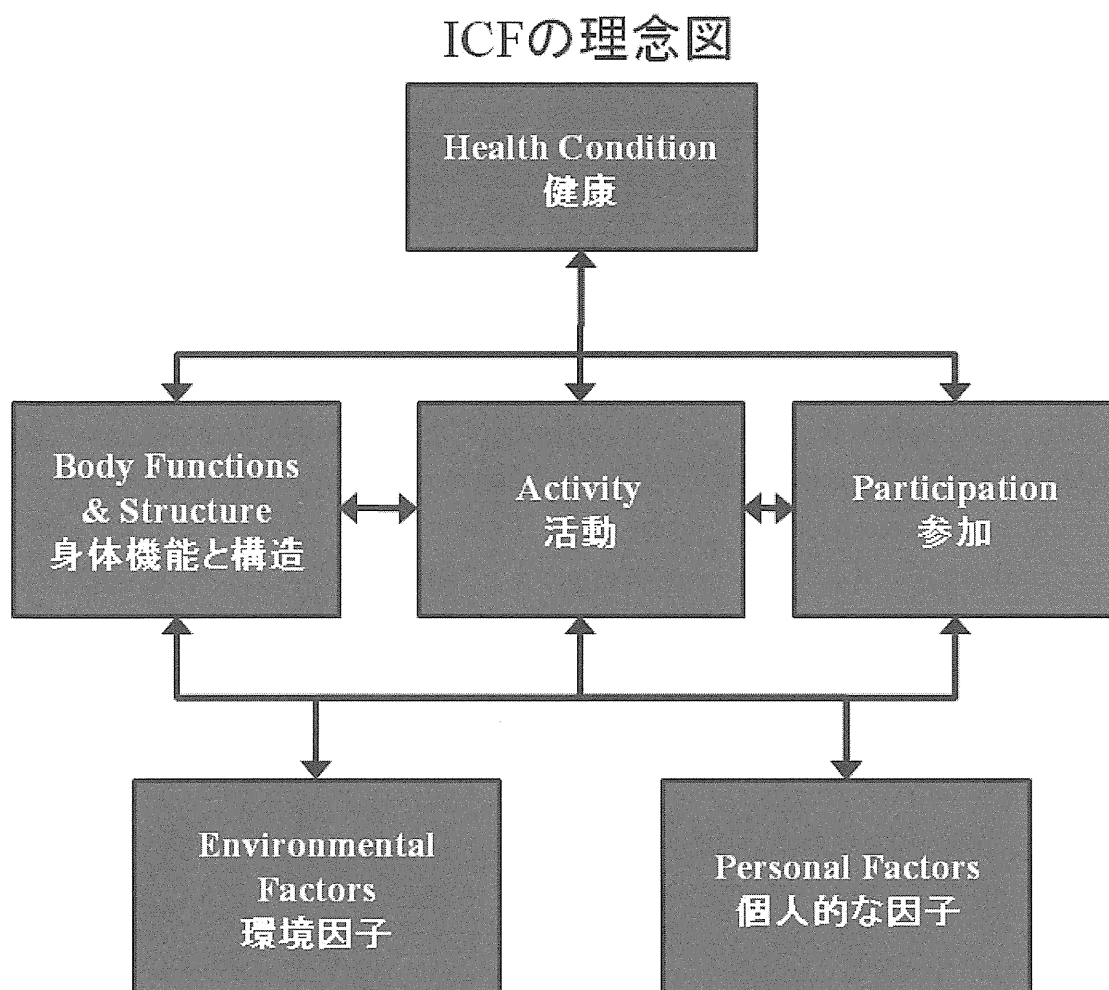 ICFの理念図
Health Condition
健康
Body Functions
& Structure
身体機能と構造
Activity
活動
Participation
参加
Environmental
Factors
環境因子
Personal Factors
個人的な因子